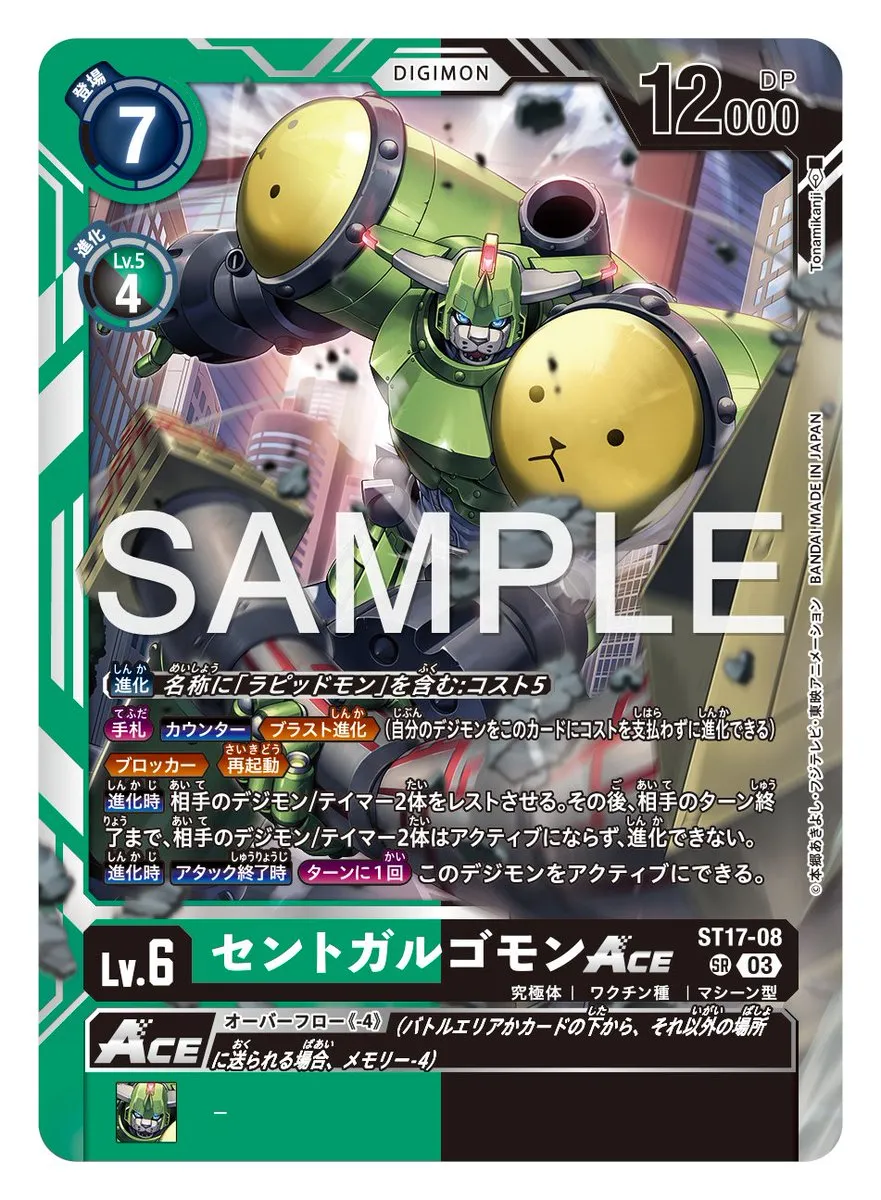 DIGIMON
登場
7
12000
DP
進化
Lv.5
4
Tonamikanji
SAMPLE
進化 名称に「ラピッドモン」を含む:コスト5
手札 カウンター ブラスト進化 (自分のデジモンをこのカードにコストを支払わずに進化できる)
ブロッカー 再起動
進化時 相手のデジモン/テイマー2体をレストさせる。その後、相手のターン終
了まで、相手のデジモン/テイマー2体はアクティブにならず、進化できない。
進化時 アタック終了時 ターンに1回 このデジモンをアクティブにできる。
©本郷あきよし・フジテレビ・東映アニメーション BANDAI MADE IN JAPAN
Lv.6
セントガルゴモンACE
ST17-08
SR 03
究極体 | ワクチン種 | マシーン型
ACE
オーバーフロー《-4》 (バトルエリアかカードの下から、それ以外の場所
に送られる場合、メモリー-4)
–